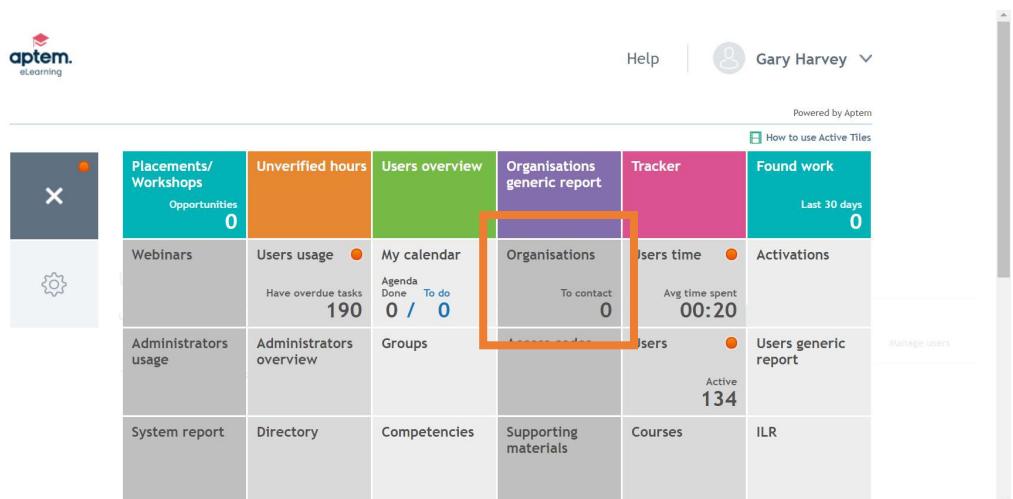 aptem.
eLearning
Help
Gary Harvey
Powered by Aptem
How to use Active Tiles
Placements/
Workshops
Opportunities
0
Unverified hours
Users overview
Organisations
generic report
Tracker
Found work
Last 30 days
0
Webinars
Users usage
Have overdue tasks
190
My calendar
Agenda
Done To do
0 / 0
Organisations
To contact
0
Users time
Avg time spent
00:20
Activations
Administrators
usage
Administrators
overview
Groups
Access codes
Users
Active
134
Users generic
report
Manage users
System report
Directory
Competencies
Supporting
materials
Courses
ILR